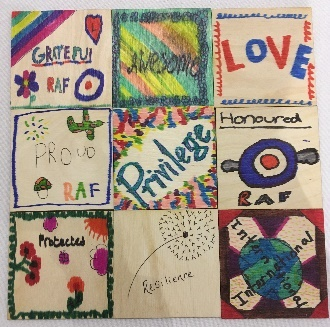 GRATEFUl
RAF
AWESOME
LOVE
PROUD
RAF
Privilege
Honoured
RAF
Protected
Resilience
International